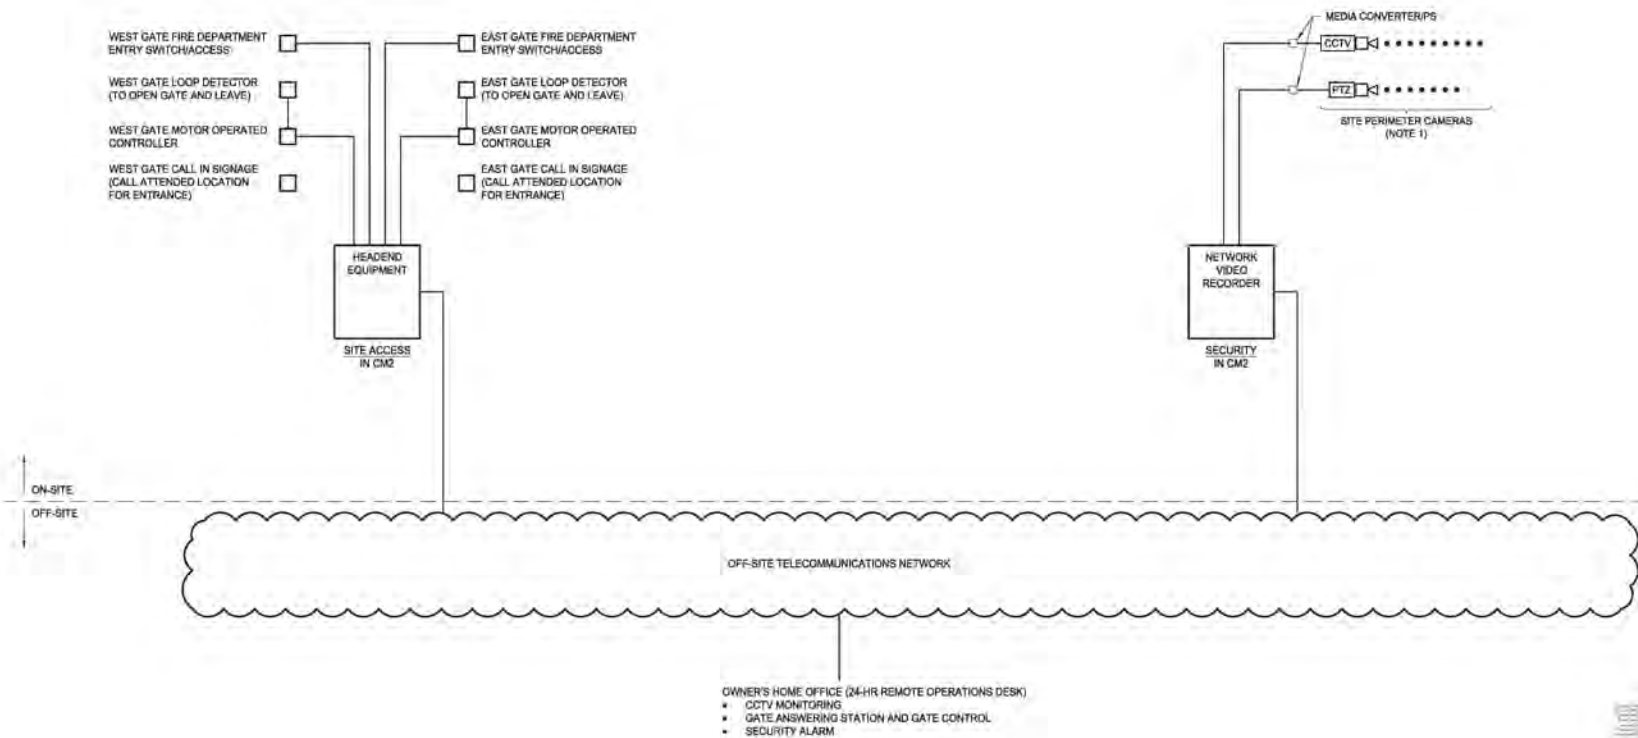 WEST GATE FIRE DEPARTMENT
ENTRY SWITCH/ACCESS
WEST GATE LOOP DETECTOR
(TO OPEN GATE AND LEAVE)
WEST GATE MOTOR OPERATED
CONTROLLER
WEST GATE CALL IN SIGNAGE
(CALL ATTENDED LOCATION
FOR ENTRANCE)
EAST GATE FIRE DEPARTMENT
ENTRY SWITCH/ACCESS
EAST GATE LOOP DETECTOR
(TO OPEN GATE AND LEAVE)
EAST GATE MOTOR OPERATED
CONTROLLER
EAST GATE CALL IN SIGNAGE
(CALL ATTENDED LOCATION
FOR ENTRANCE)
HEADEND
EQUIPMENT
SITE ACCESS
IN CM2
MEDIA CONVERTER/PS
CCTV
PTZ
SITE PERIMETER CAMERAS
(NOTE 1)
NETWORK
VIDEO
RECORDER
SECURITY
IN CM2
ON-SITE
OFF-SITE
OFF-SITE TELECOMMUNICATIONS NETWORK
OWNER'S HOME OFFICE (24-HR REMOTE OPERATIONS DESK)
• CCTV MONITORING
• GATE ANSWERING STATION AND GATE CONTROL
• SECURITY ALARM